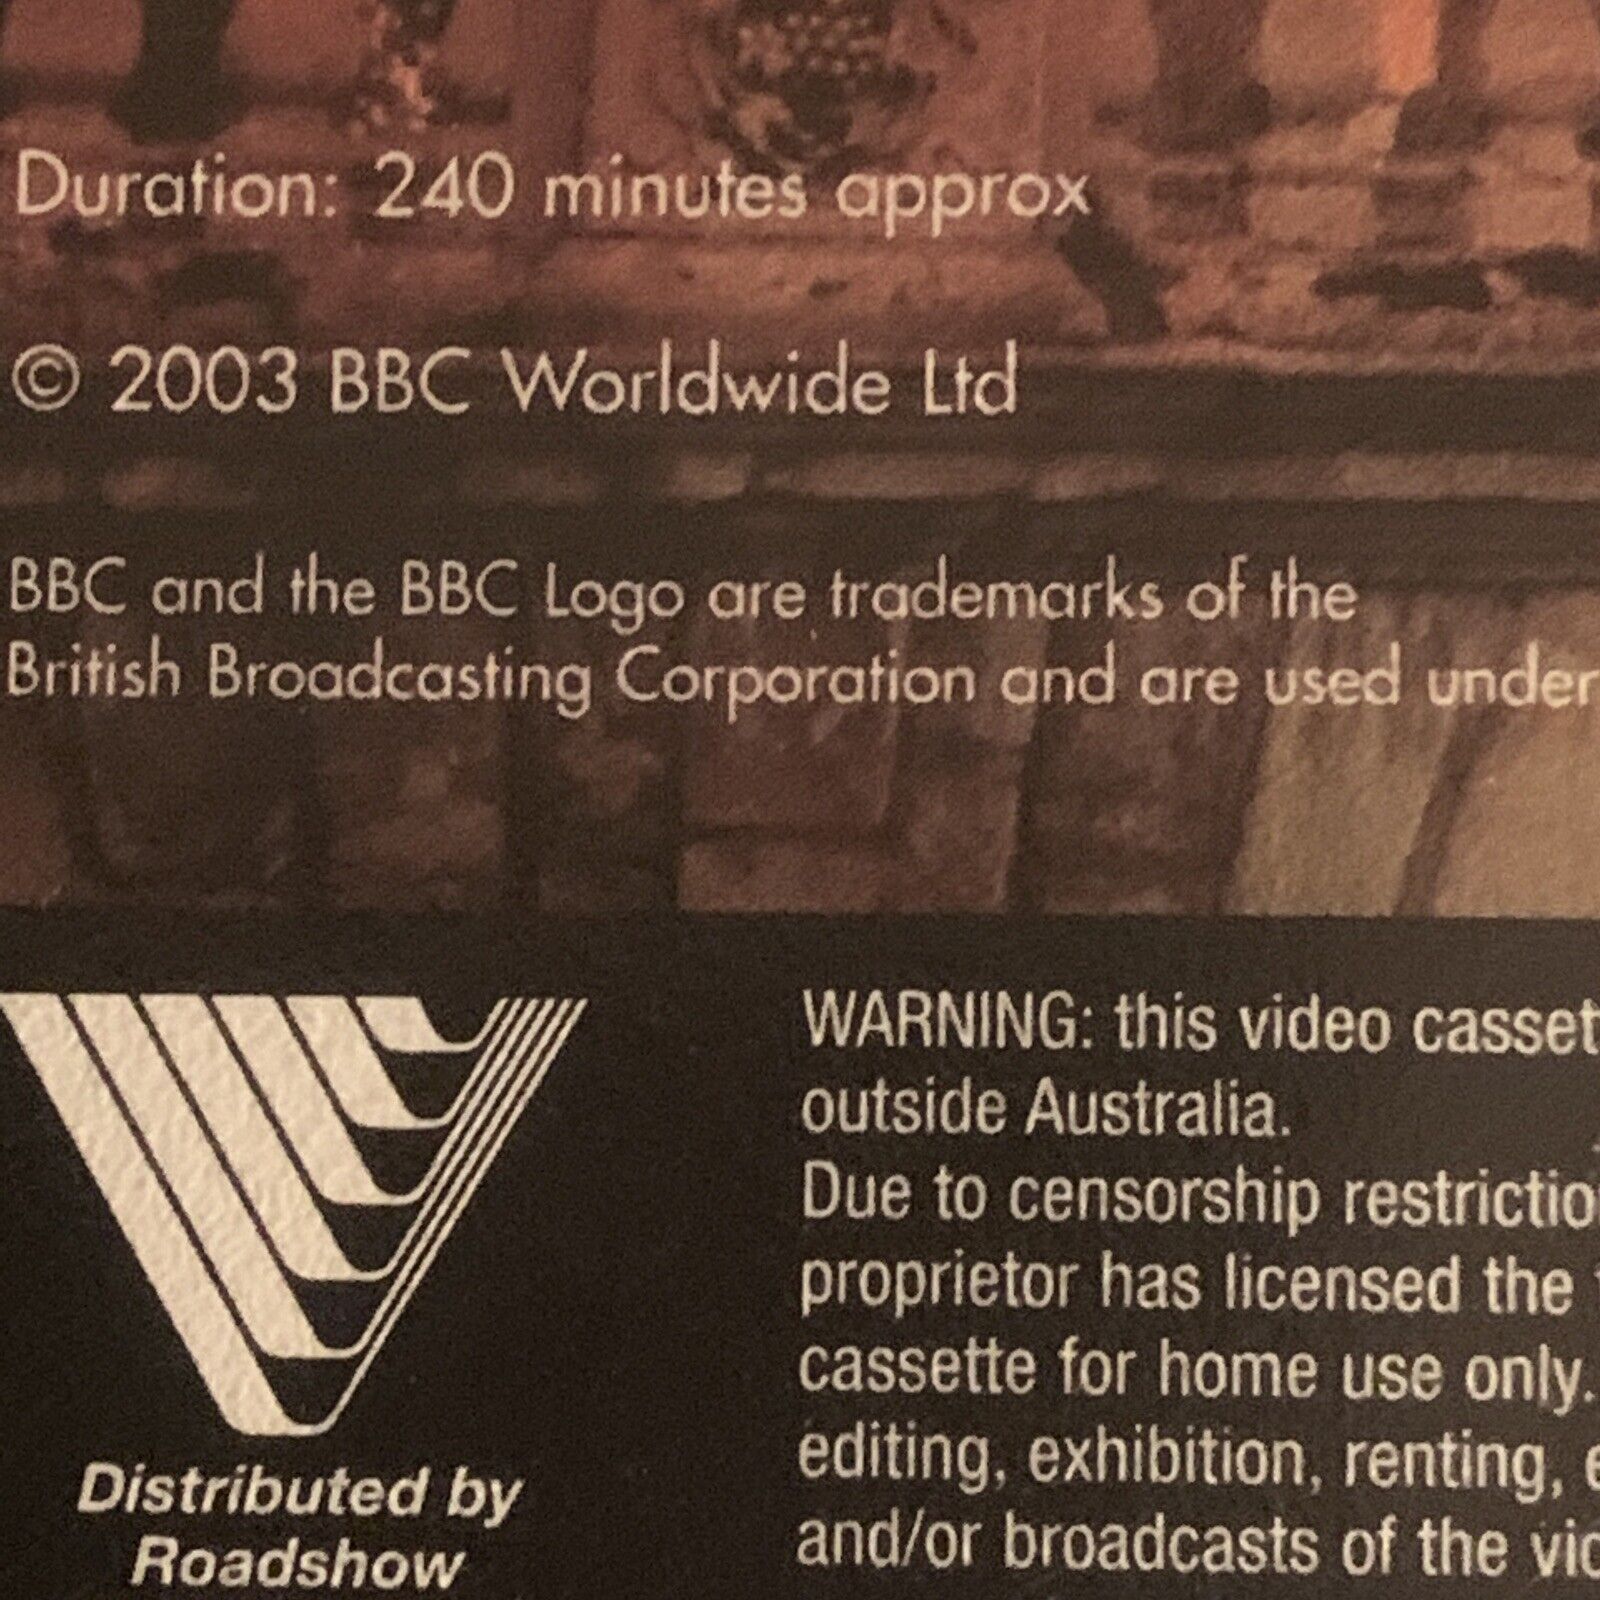 Duration: 240 minutes approx
© 2003 BBC Worldwide Ltd
BBC and the BBC Logo are trademarks of the
British Broadcasting Corporation and are used under
WARNING: this video casset
outside Australia.
Due to censorship restrictio
proprietor has licensed the
cassette for home use only.
editing, exhibition, renting, e
and/or broadcasts of the vid
Distributed by
Roadshow